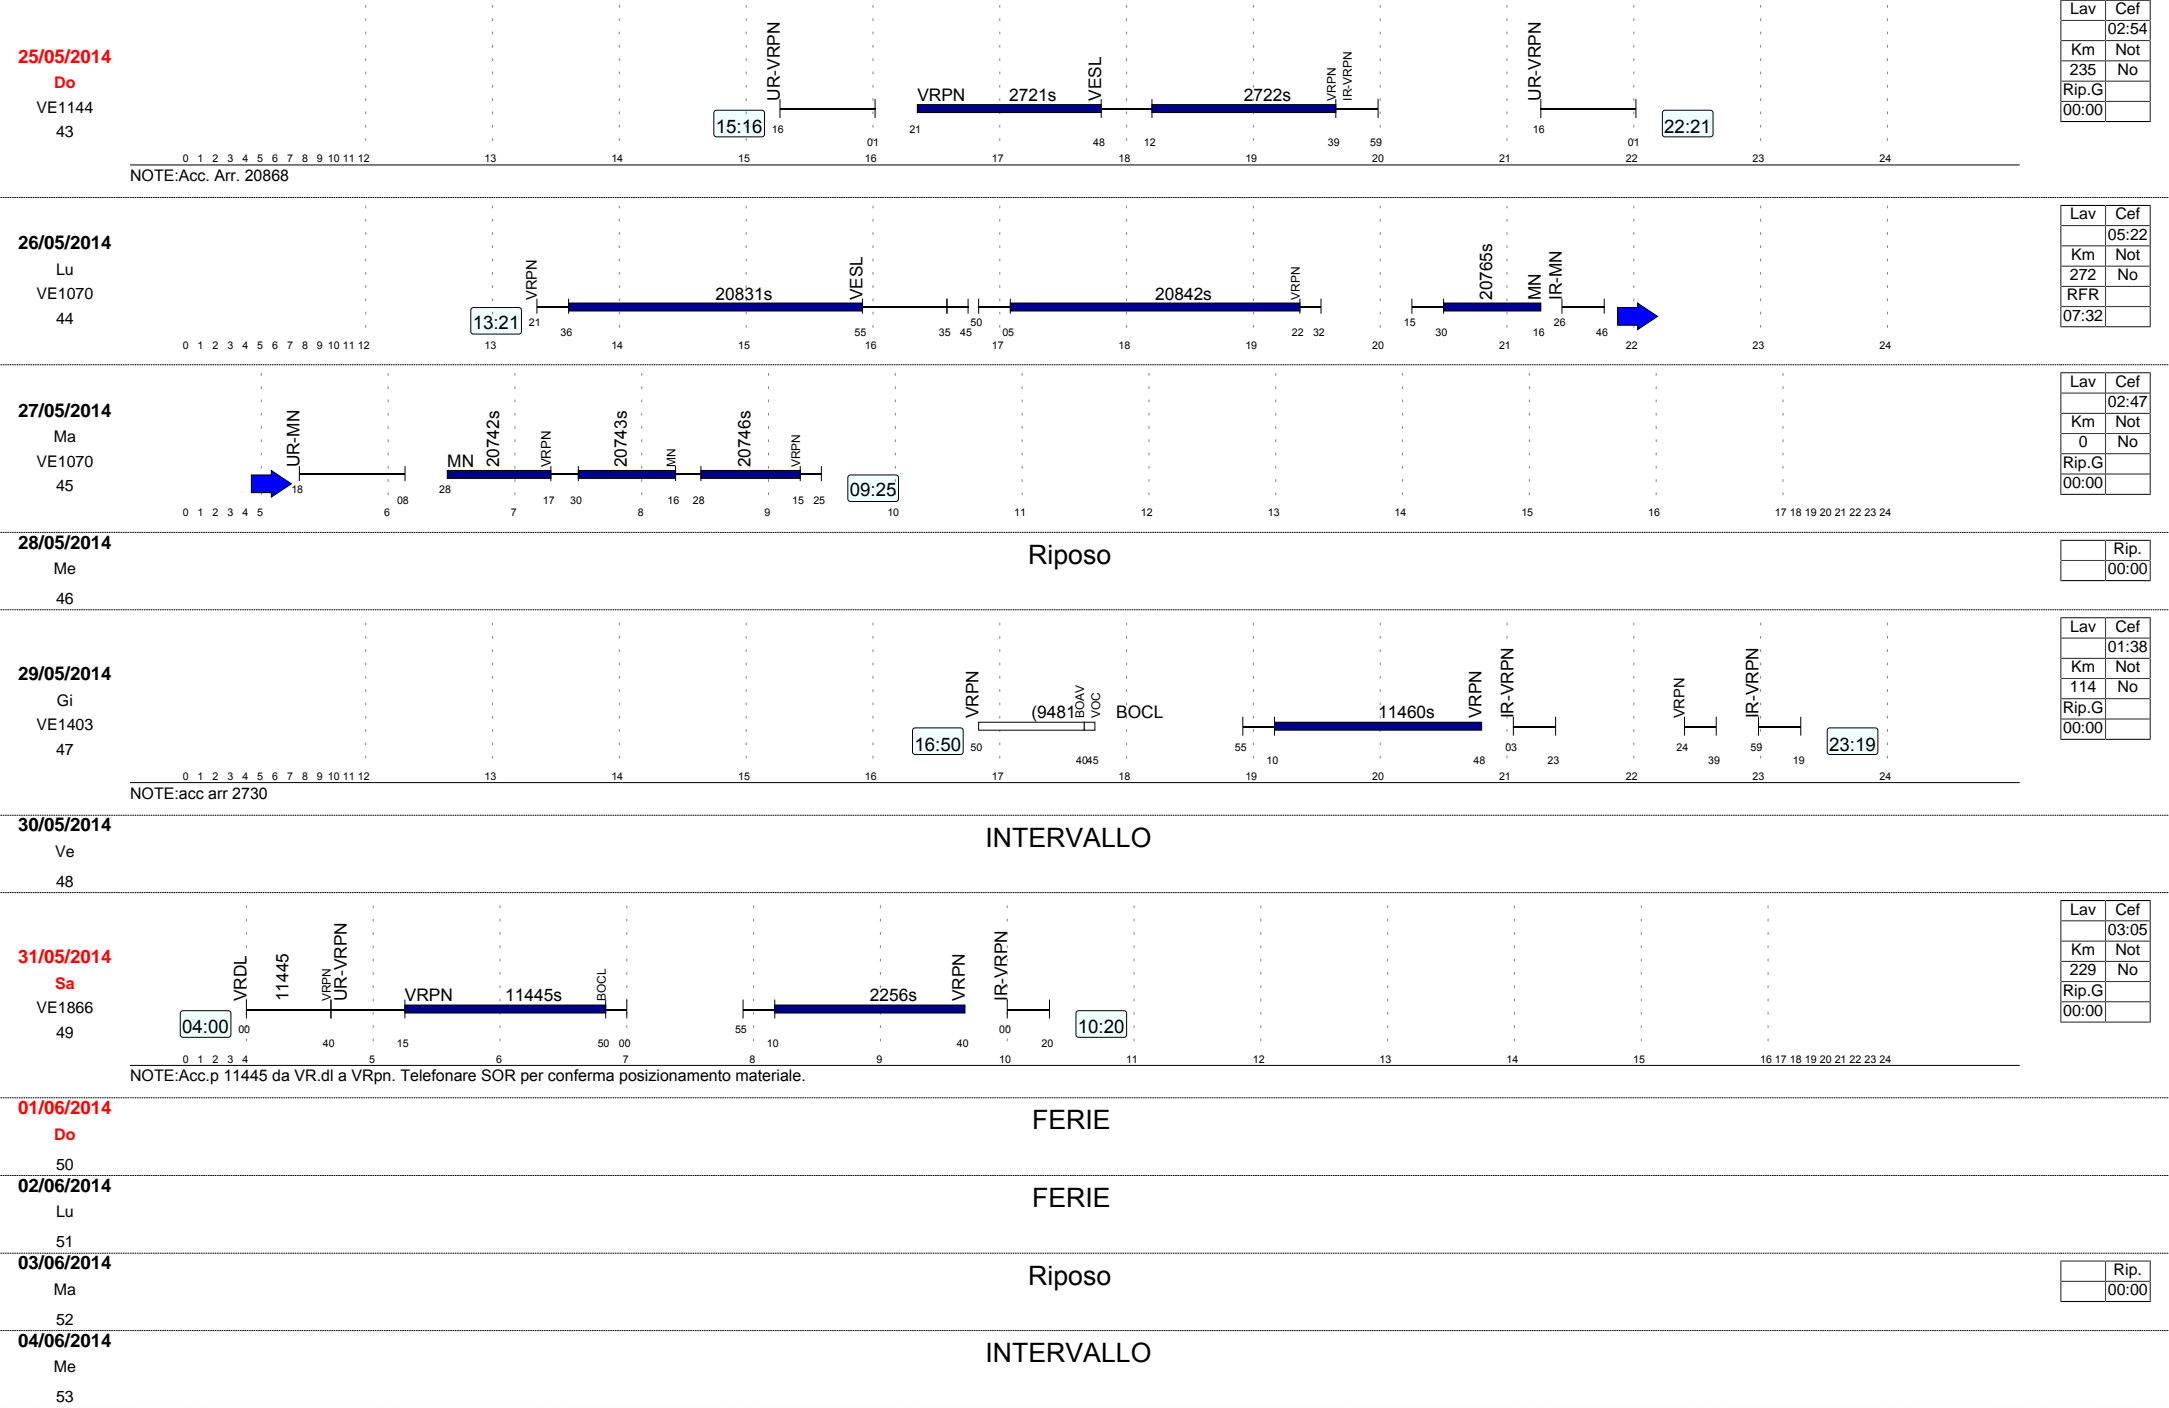 Lav Cef
02:54
Km Not
235 No
Rip.G
00:00
25/05/2014
Do
VE1144
43
15:16
UR-VRPN
VRPN 2721s VESL 2722s VRPN IR-VRPN
UR-VRPN
22:21
16 01 21 48 12 39 59 16 01
0 1 2 3 4 5 6 7 8 9 10 11 12 13 14 15 16 17 18 19 20 21 22 23 24
NOTE:Acc. Arr. 20868
Lav Cef
05:22
Km Not
272 No
RFR
07:32
26/05/2014
Lu
VE1070
44
13:21
VRPN 20831s VESL 20842s VRPN 20765s MN IR-MN
21 36 55 35 45 50 05 22 32 15 30 16 26 46
0 1 2 3 4 5 6 7 8 9 10 11 12 13 14 15 16 17 18 19 20 21 22 23 24
Lav Cef
02:47
Km Not
0 No
Rip.G
00:00
27/05/2014
Ma
VE1070
45
UR-MN MN 20742s VRPN 20743s MN 20746s VRPN
18 08 28 17 30 16 28 15 25
09:25
0 1 2 3 4 5 6 7 8 9 10 11 12 13 14 15 16 17 18 19 20 21 22 23 24
28/05/2014
Me
46
Riposo
Rip.
00:00
Lav Cef
01:38
Km Not
114 No
Rip.G
00:00
29/05/2014
Gi
VE1403
47
16:50
VRPN (9481 BOAV VOC BOCL 11460s VRPN IR-VRPN VRPN IR-VRPN
50 40 45 55 10 48 03 23 24 39 59 19
23:19
0 1 2 3 4 5 6 7 8 9 10 11 12 13 14 15 16 17 18 19 20 21 22 23 24
NOTE:acc arr 2730
30/05/2014
Ve
48
INTERVALLO
Lav Cef
03:05
Km Not
229 No
Rip.G
00:00
31/05/2014
Sa
VE1866
49
04:00
VRDL 11445 VRPN UR-VRPN VRPN 11445s BOCL 2256s VRPN IR-VRPN
00 40 15 50 00 55 10 40 00 20
10:20
0 1 2 3 4 5 6 7 8 9 10 11 12 13 14 15 16 17 18 19 20 21 22 23 24
NOTE:Acc.p 11445 da VR.dl a VRpn. Telefonare SOR per conferma posizionamento materiale.
01/06/2014
Do
50
FERIE
02/06/2014
Lu
51
FERIE
03/06/2014
Ma
52
Riposo
Rip.
00:00
04/06/2014
Me
53
INTERVALLO